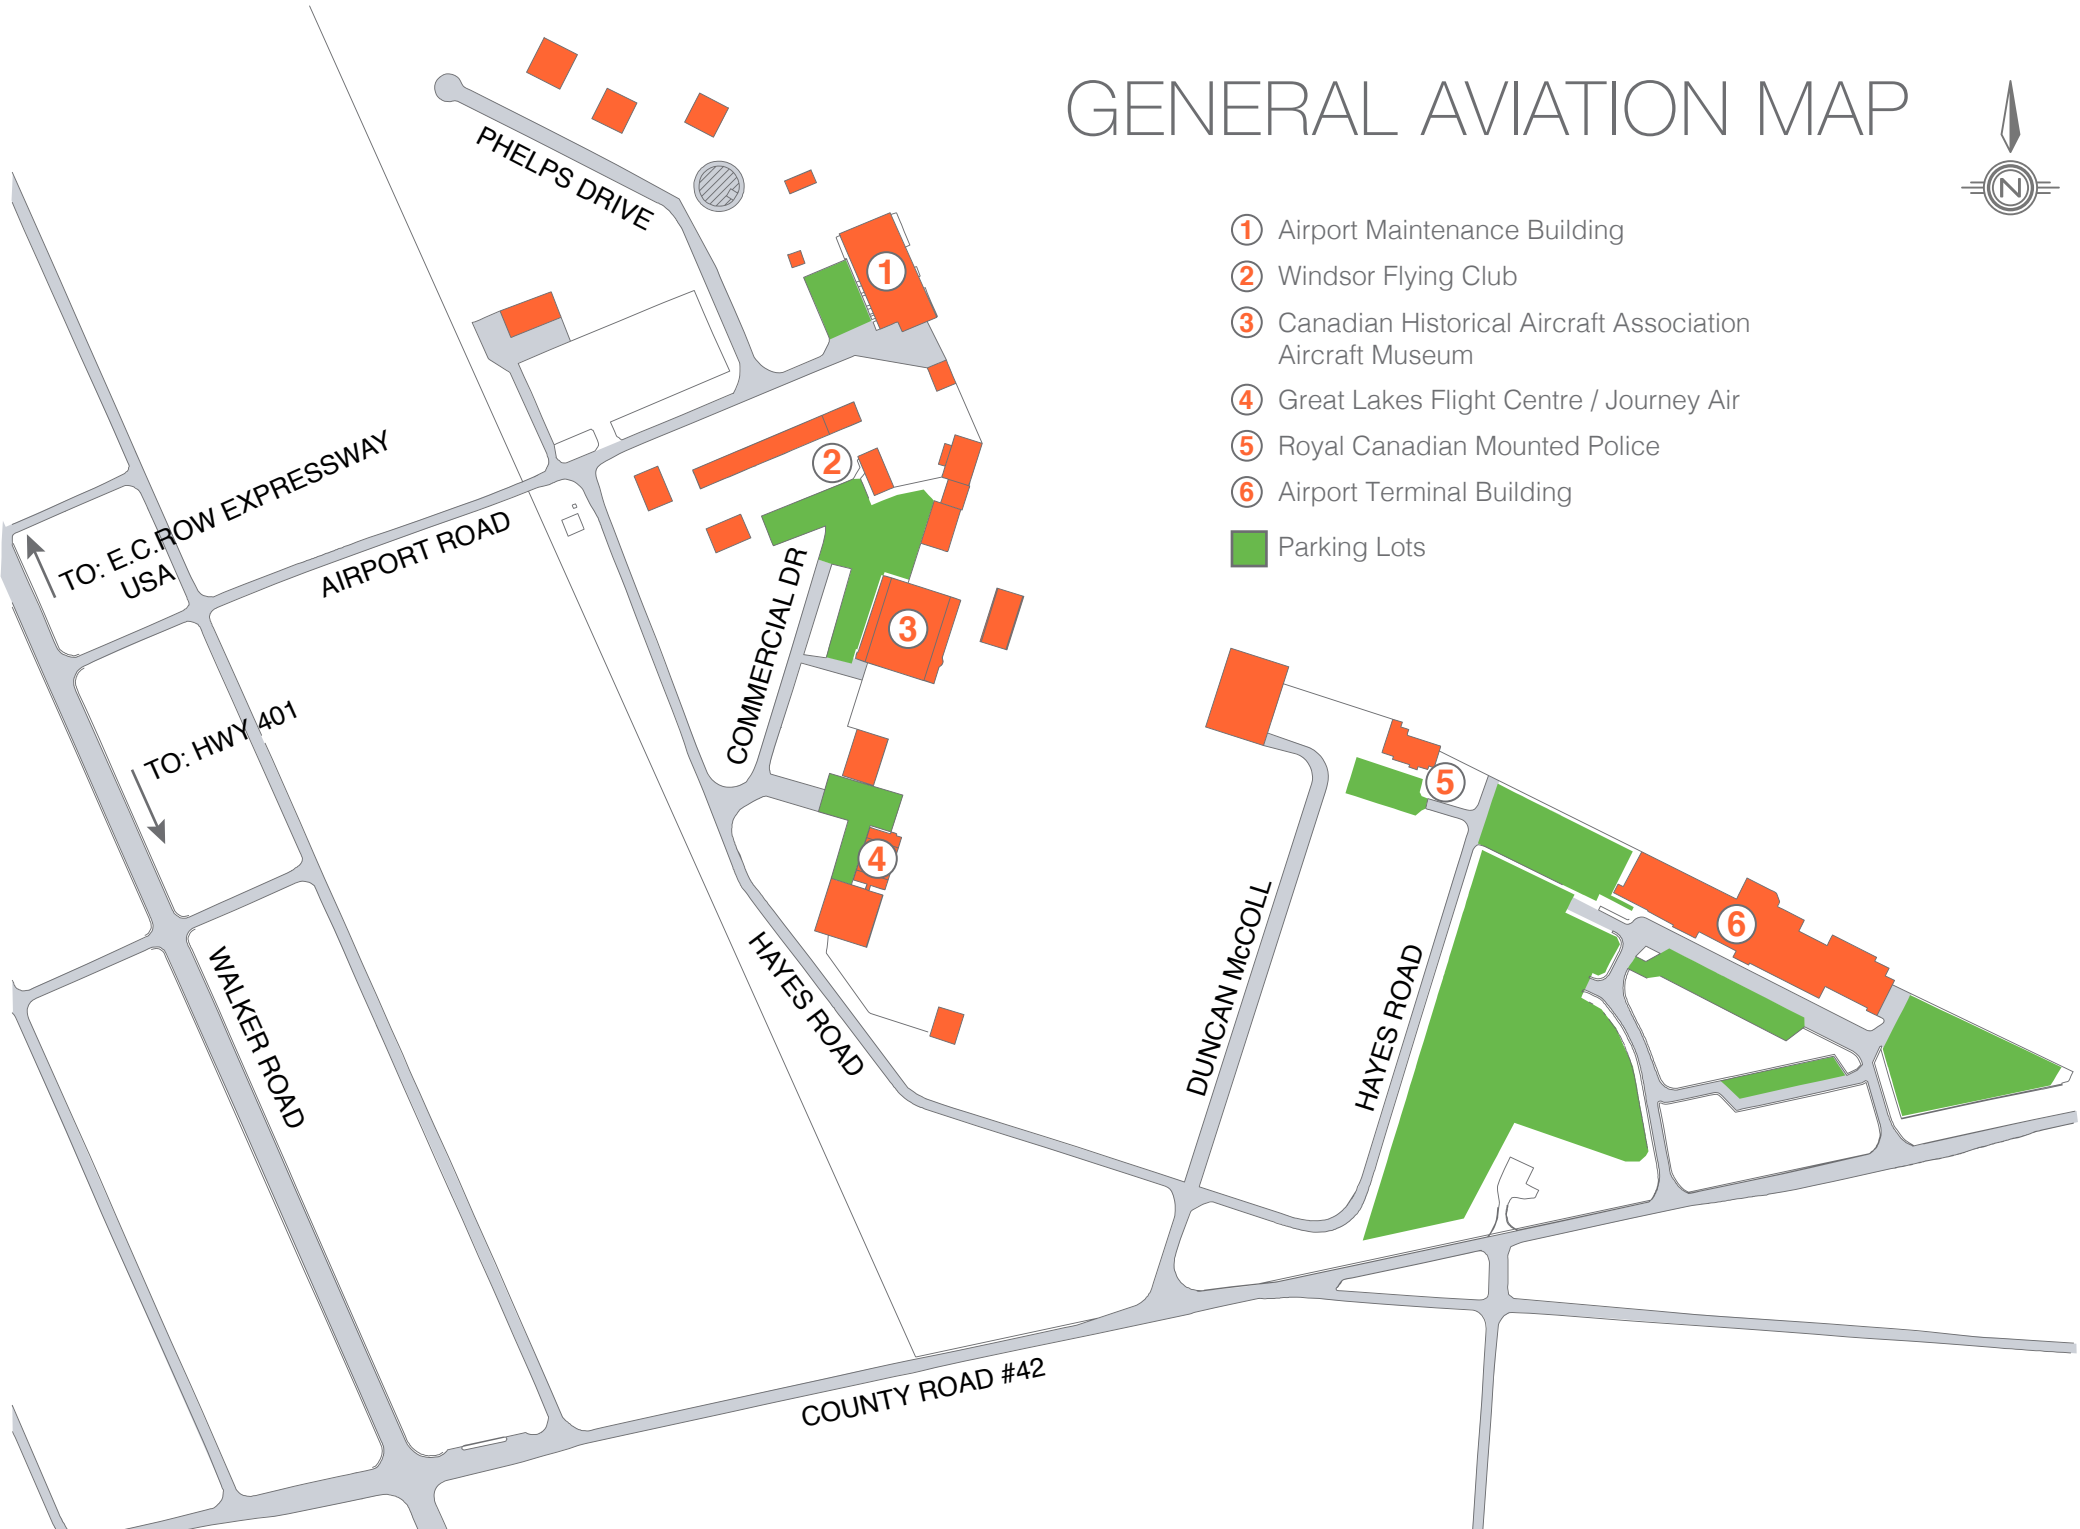 GENERAL AVIATION MAP
N
1 Airport Maintenance Building
2 Windsor Flying Club
3 Canadian Historical Aircraft Association
Aircraft Museum
4 Great Lakes Flight Centre / Journey Air
5 Royal Canadian Mounted Police
6 Airport Terminal Building
Parking Lots
PHELPS DRIVE
1
TO: E.C.ROW EXPRESSWAY
USA
AIRPORT ROAD
2
COMMERCIAL DR
3
TO: HWY 401
4
5
6
WALKER ROAD
HAYES ROAD
DUNCAN McCOLL
HAYES ROAD
COUNTY ROAD #42